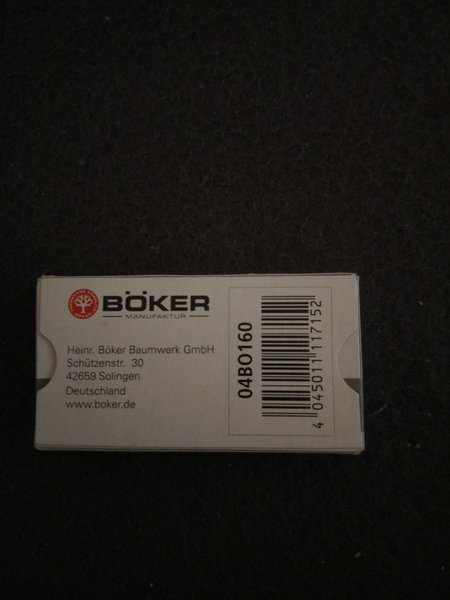 BÖKER
MANUFAKTUR
Heinr. Böker Baumwerk GmbH
Schützenstr. 30
42659 Solingen
Deutschland
www.boker.de
04BO160
4 045011 117152